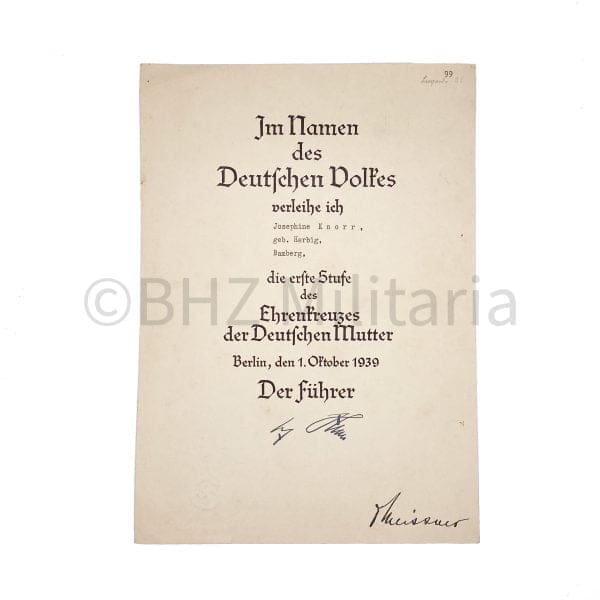 99
Im Namen
des
Deutſchen Volkes
verleihe ich
Josephine K n o r r ,
geb. Herbig,
Bamberg,
die erſte Stufe
des
©BHZ Militaria
Ehrenkreuzes
der Deutſchen Mutter
Berlin, den 1. Oktober 1939
Der Führer
Meissner